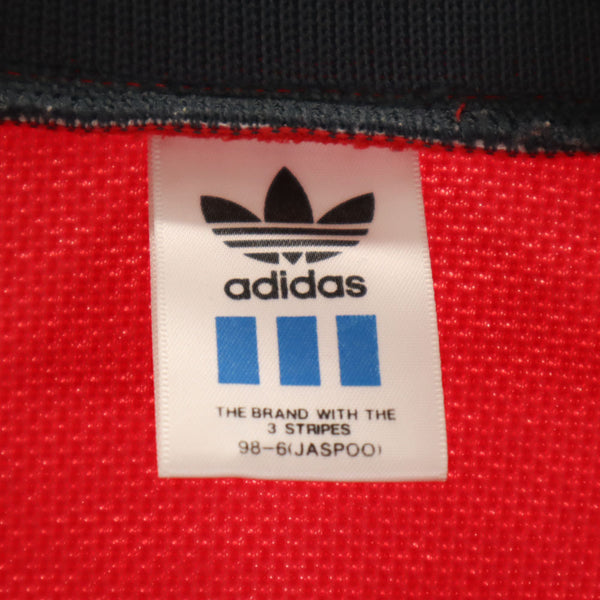 adidas
THE BRAND WITH THE
3 STRIPES
98-6(JASPOO)